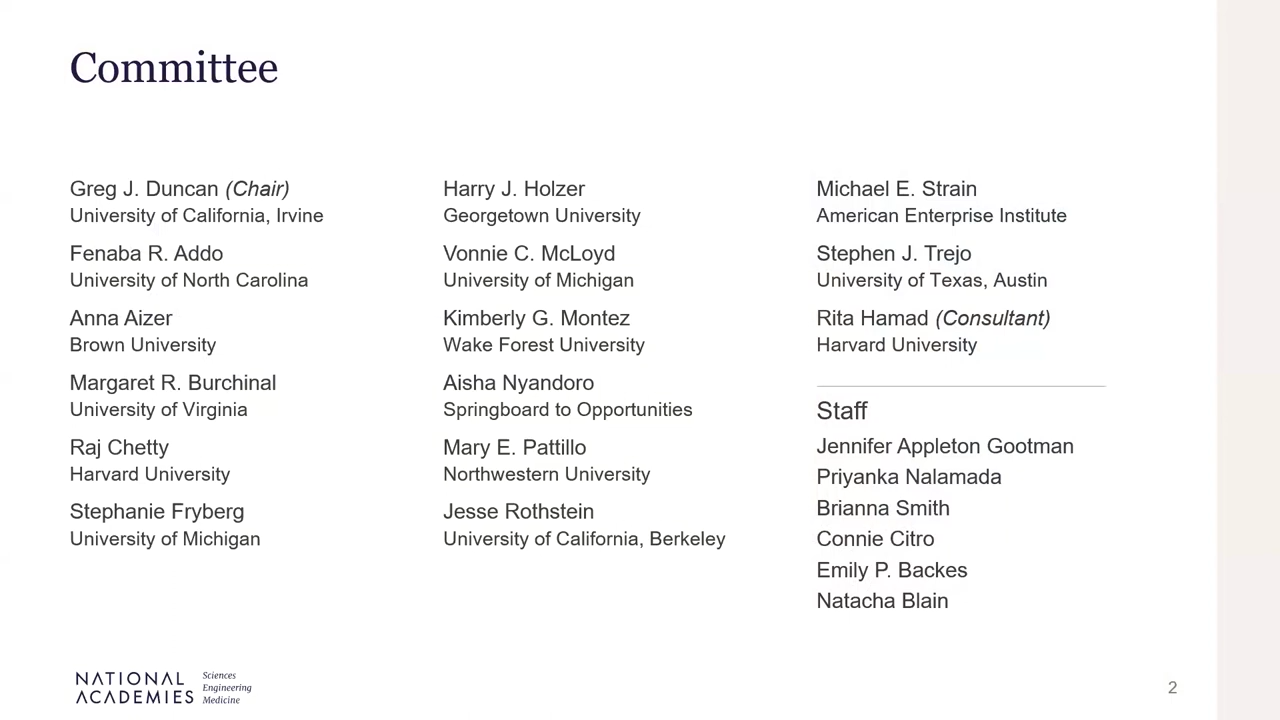 Committee
Greg J. Duncan (Chair)
University of California, Irvine
Fenaba R. Addo
University of North Carolina
Anna Aizer
Brown University
Margaret R. Burchinal
University of Virginia
Raj Chetty
Harvard University
Stephanie Fryberg
University of Michigan
Harry J. Holzer
Georgetown University
Vonnie C. McLoyd
University of Michigan
Kimberly G. Montez
Wake Forest University
Aisha Nyandoro
Springboard to Opportunities
Mary E. Pattillo
Northwestern University
Jesse Rothstein
University of California, Berkeley
Michael E. Strain
American Enterprise Institute
Stephen J. Trejo
University of Texas, Austin
Rita Hamad (Consultant)
Harvard University
Staff
Jennifer Appleton Gootman
Priyanka Nalamada
Brianna Smith
Connie Citro
Emily P. Backes
Natacha Blain
NATIONAL
ACADEMIES
Sciences
Engineering
Medicine
2